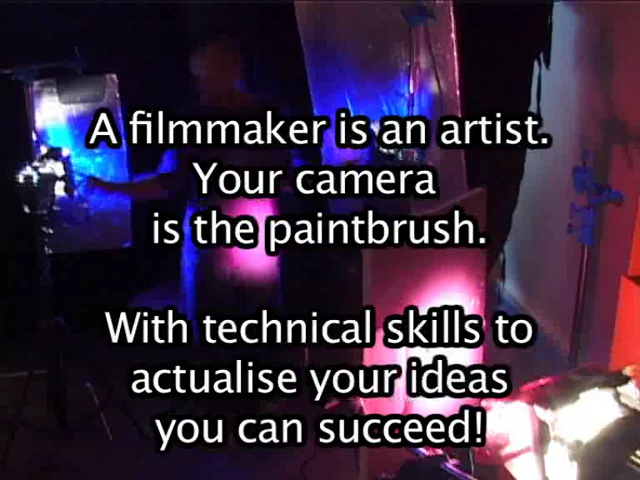 A filmmaker is an artist.
Your camera
is the paintbrush.
With technical skills to
actualise your ideas
you can succeed!